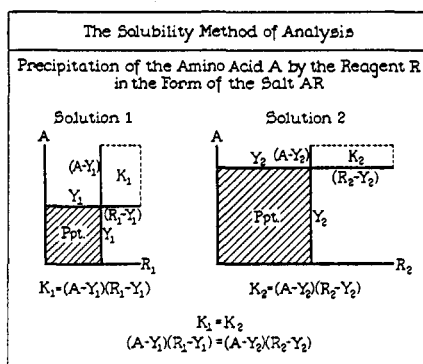 The Solubility Method of Analysis
Precipitation of the Amino Acid A by the Reagent R
in the Form of the Salt AR
Solution 1
A
(A-Y₁)
K₁
Y₁
(R₁-Y₁)
Ppt.
Y₁
R₁
K₁=(A-Y₁)(R₁-Y₁)
Solution 2
A
Y₂
(A-Y₂)
K₂
(R₂-Y₂)
Ppt.
Y₂
R₂
K₂=(A-Y₂)(R₂-Y₂)
K₁=K₂
(A-Y₁)(R₁-Y₁)=(A-Y₂)(R₂-Y₂)